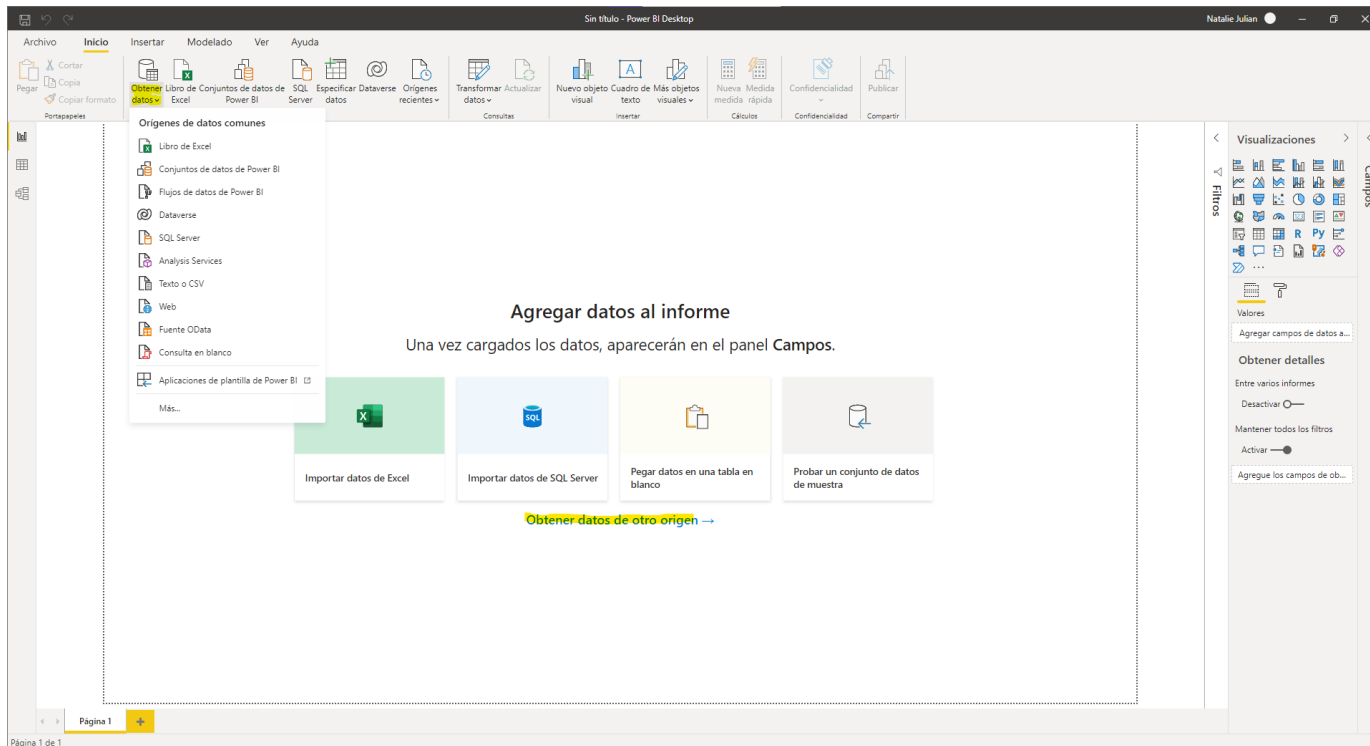 Sin título - Power BI Desktop
Natalie Julian
Archivo Inicio Insertar Modelado Ver Ayuda
Pegar
Cortar
Copia
Copiar formato
Portapapeles
Obtener datos
Libro de Excel
Conjuntos de datos de Power BI
SQL Server
Especificar datos
Dataverse
Orígenes recientes
Transformar datos
Actualizar
Consultas
Nuevo objeto visual
Cuadro de texto
Más objetos visuales
Insertar
Nueva medida
Medida rápida
Cálculos
Confidencialidad
Confidencialidad
Publicar
Compartir
Orígenes de datos comunes
Libro de Excel
Conjuntos de datos de Power BI
Flujos de datos de Power BI
Dataverse
SQL Server
Analysis Services
Texto o CSV
Web
Fuente OData
Consulta en blanco
Aplicaciones de plantilla de Power BI
Más...
Agregar datos al informe
Una vez cargados los datos, aparecerán en el panel Campos.
SQL
Importar datos de Excel
Importar datos de SQL Server
Pegar datos en una tabla en
blanco
Probar un conjunto de datos
de muestra
Obtener datos de otro origen →
Filtros
Visualizaciones
R Py
...
Valores
Agregar campos de datos a...
Obtener detalles
Entre varios informes
Desactivar
Mantener todos los filtros
Activar
Agregue los campos de ob...
Campos
Página 1
+
Página 1 de 1